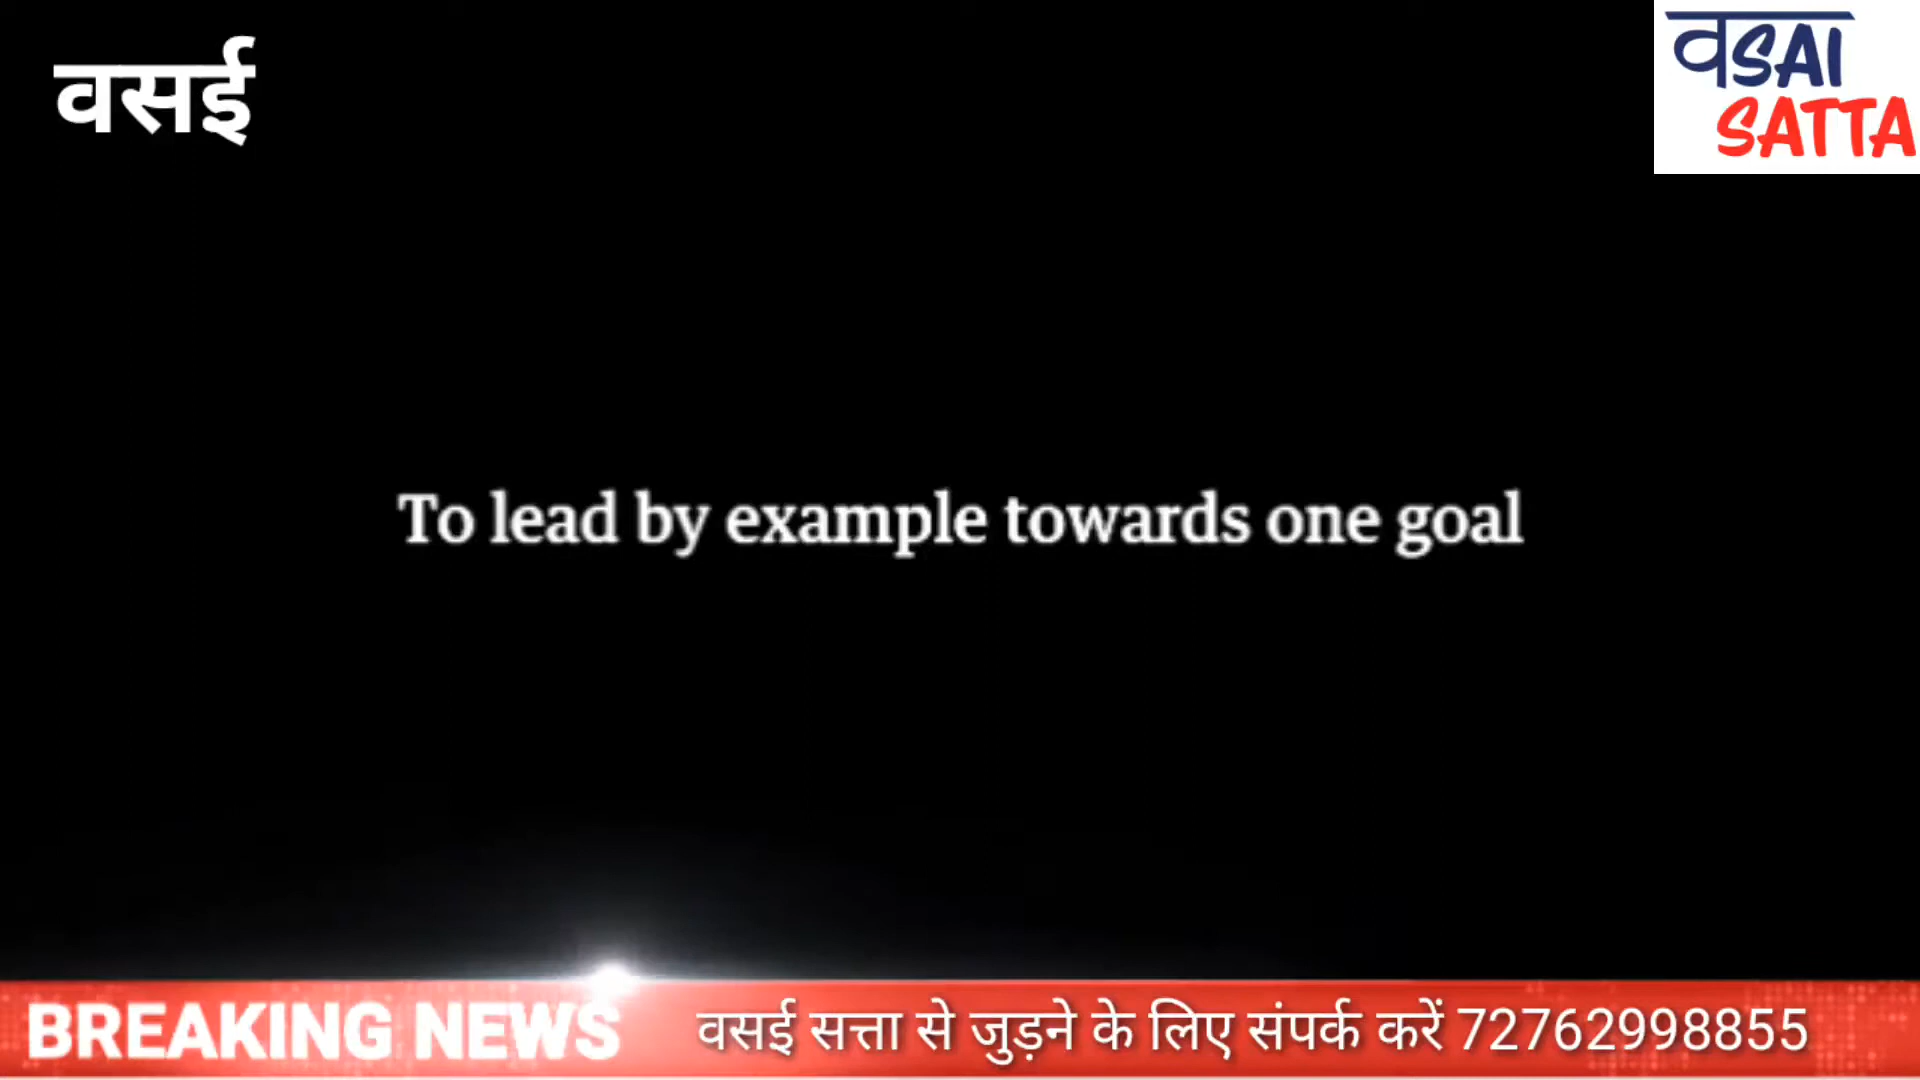 वसई
वSAI
SATTA
To lead by example towards one goal
BREAKING NEWS
वसई सत्ता से जुड़ने के लिए संपर्क करें 72762998855